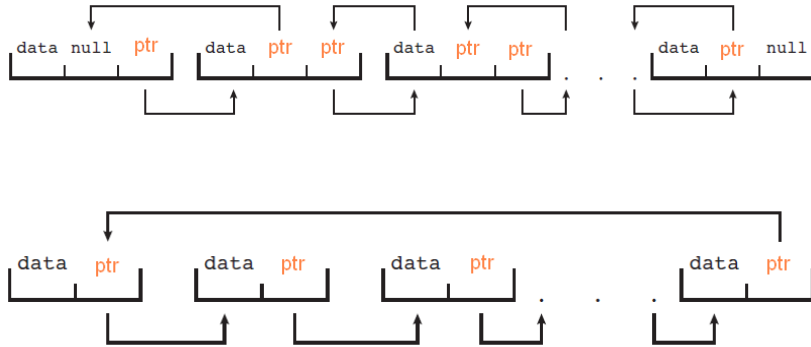 data null ptr data ptr ptr data ptr ptr . . . data ptr null
data ptr data ptr data ptr . . . data ptr